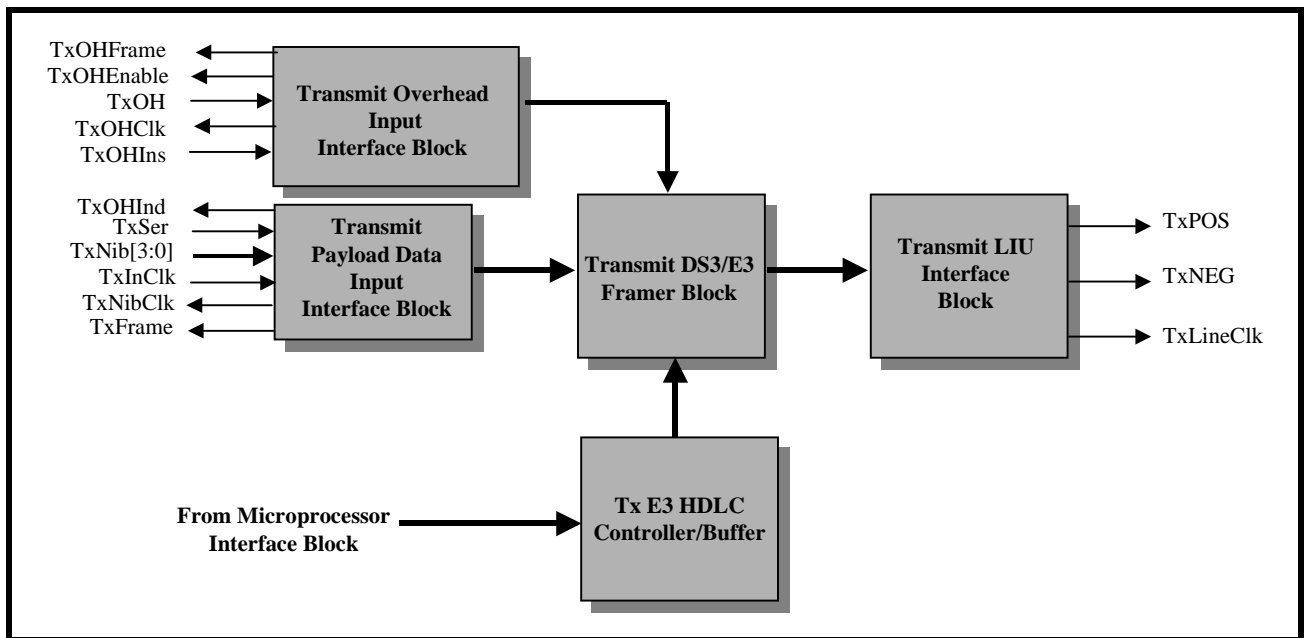 TxOHFrame
TxOHEnable
TxOH
TxOHClk
TxOHIns
Transmit Overhead
Input
Interface Block
TxOHInd
TxSer
TxNib[3:0]
TxInClk
TxNibClk
TxFrame
Transmit
Payload Data
Input
Interface Block
Transmit DS3/E3
Framer Block
Transmit LIU
Interface
Block
TxPOS
TxNEG
TxLineClk
From Microprocessor
Interface Block
Tx E3 HDLC
Controller/Buffer